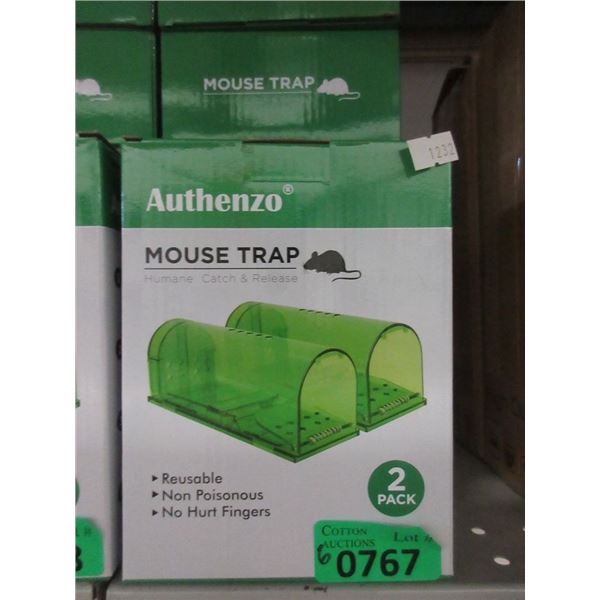 MOUSE TRAP
1232
Authenzo®
MOUSE TRAP
Humane Catch & Release
▸ Reusable
▸ Non Poisonous
▸ No Hurt Fingers
2
PACK
COTTON
AUCTIONS
Lot #
6 0767